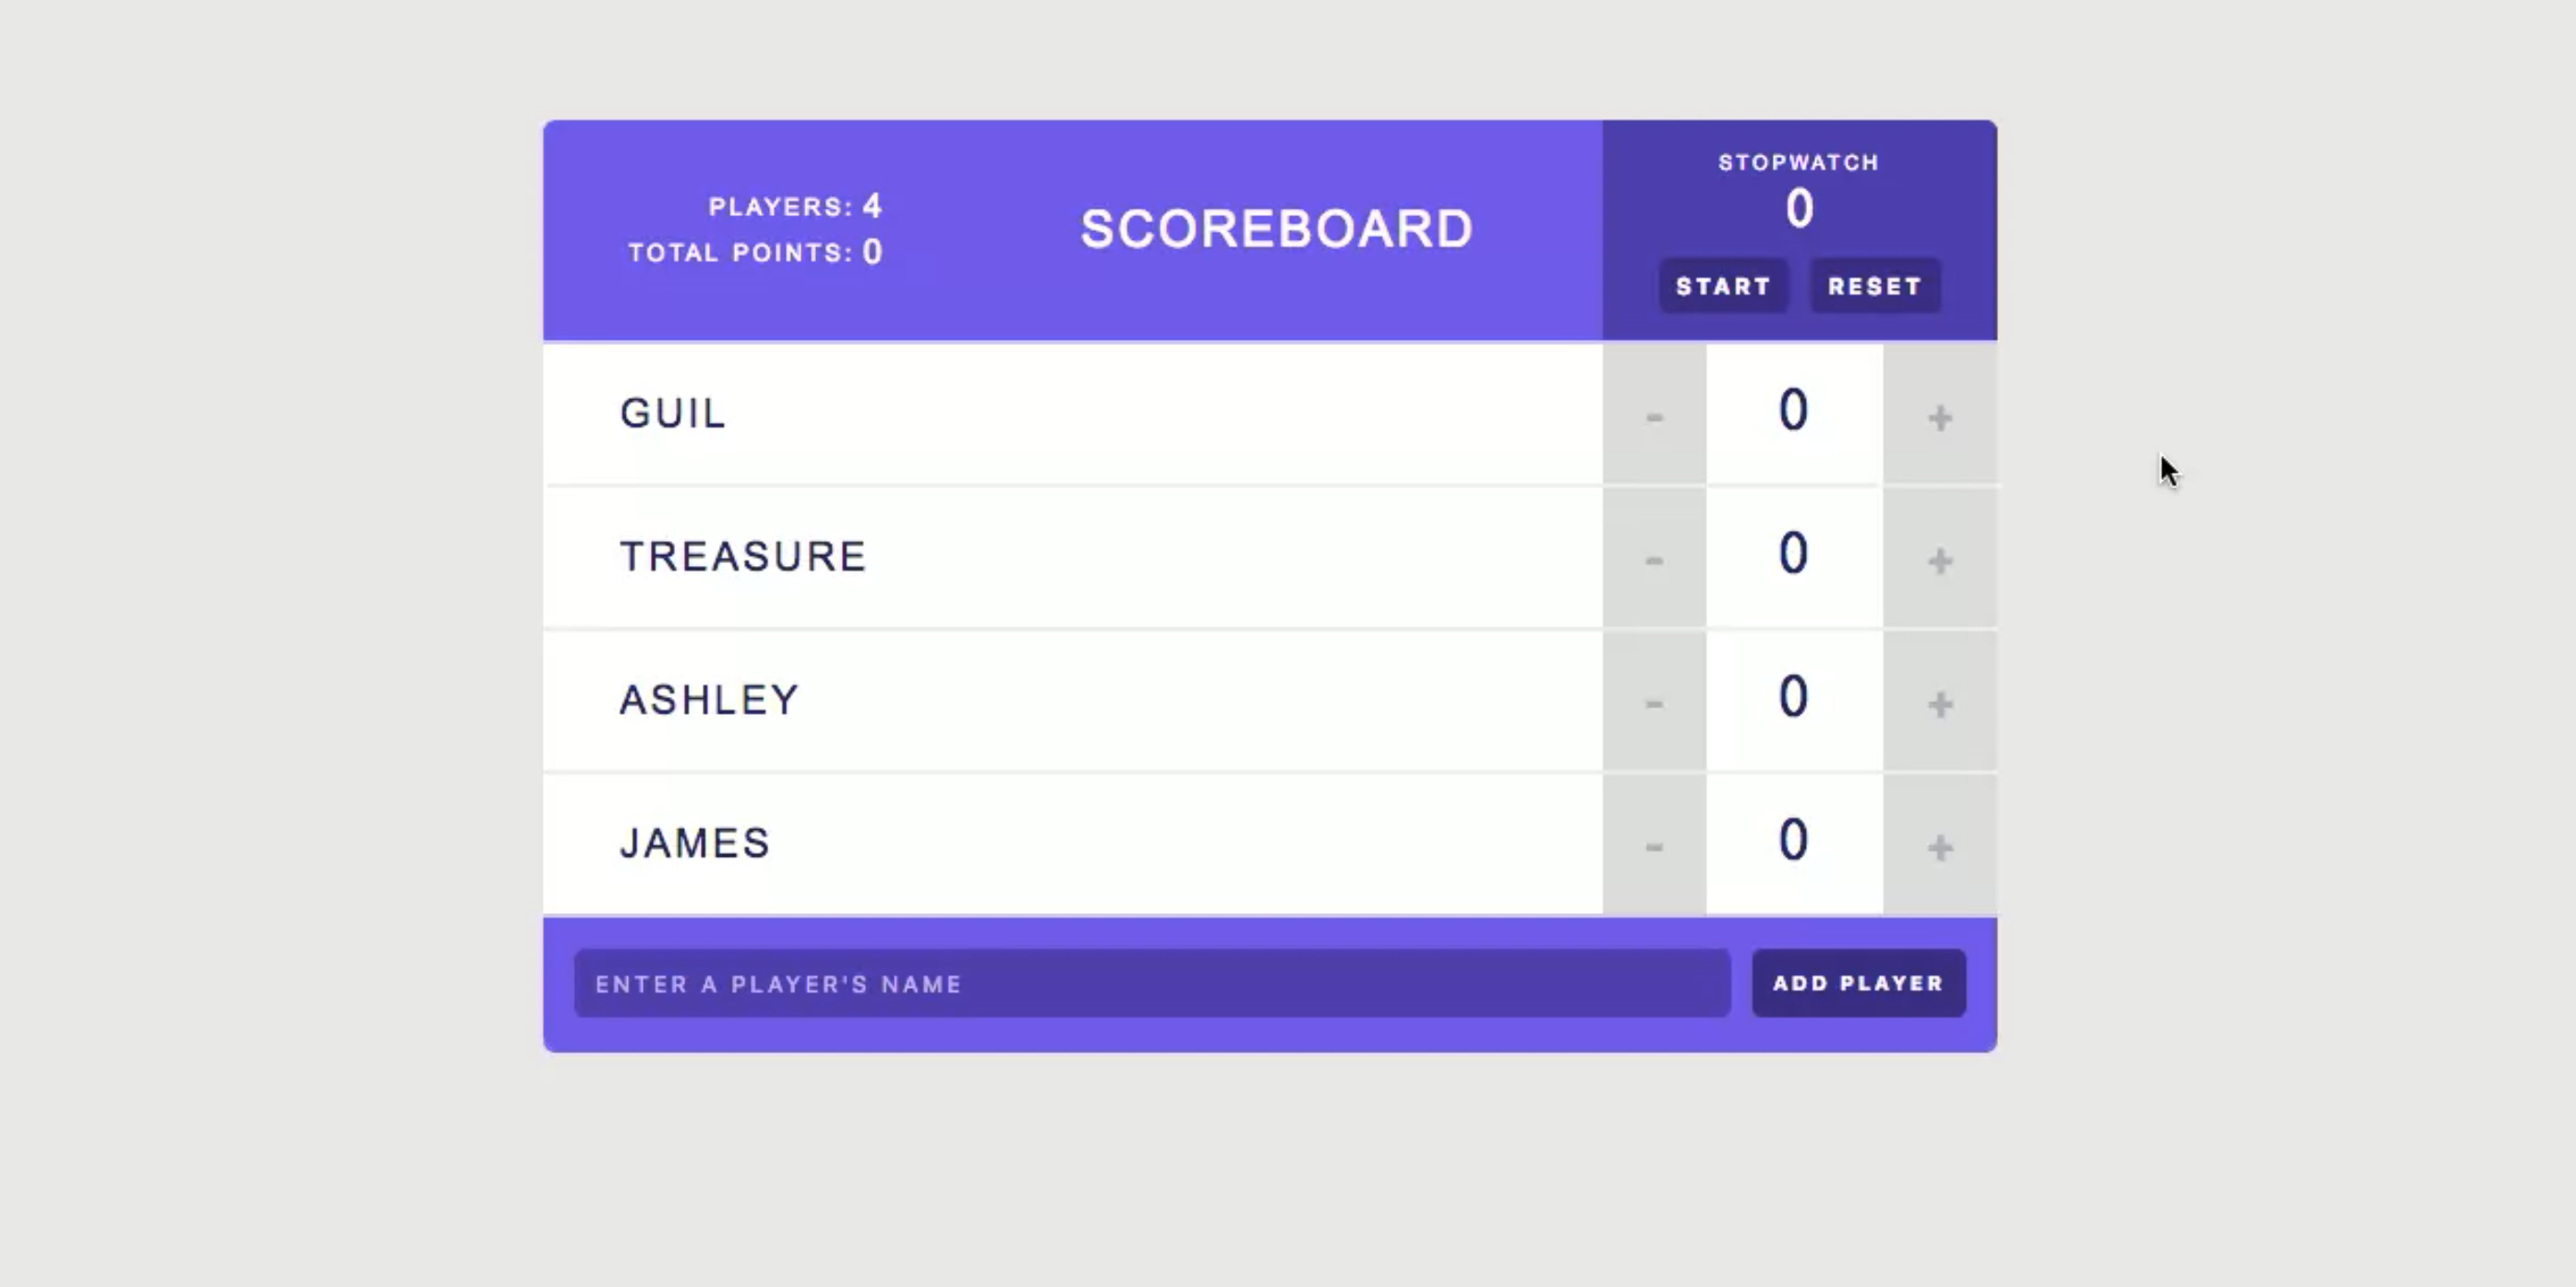 PLAYERS: 4
TOTAL POINTS: 0
SCOREBOARD
STOPWATCH
0
START RESET
GUIL - 0 +
TREASURE - 0 +
ASHLEY - 0 +
JAMES - 0 +
ENTER A PLAYER'S NAME ADD PLAYER